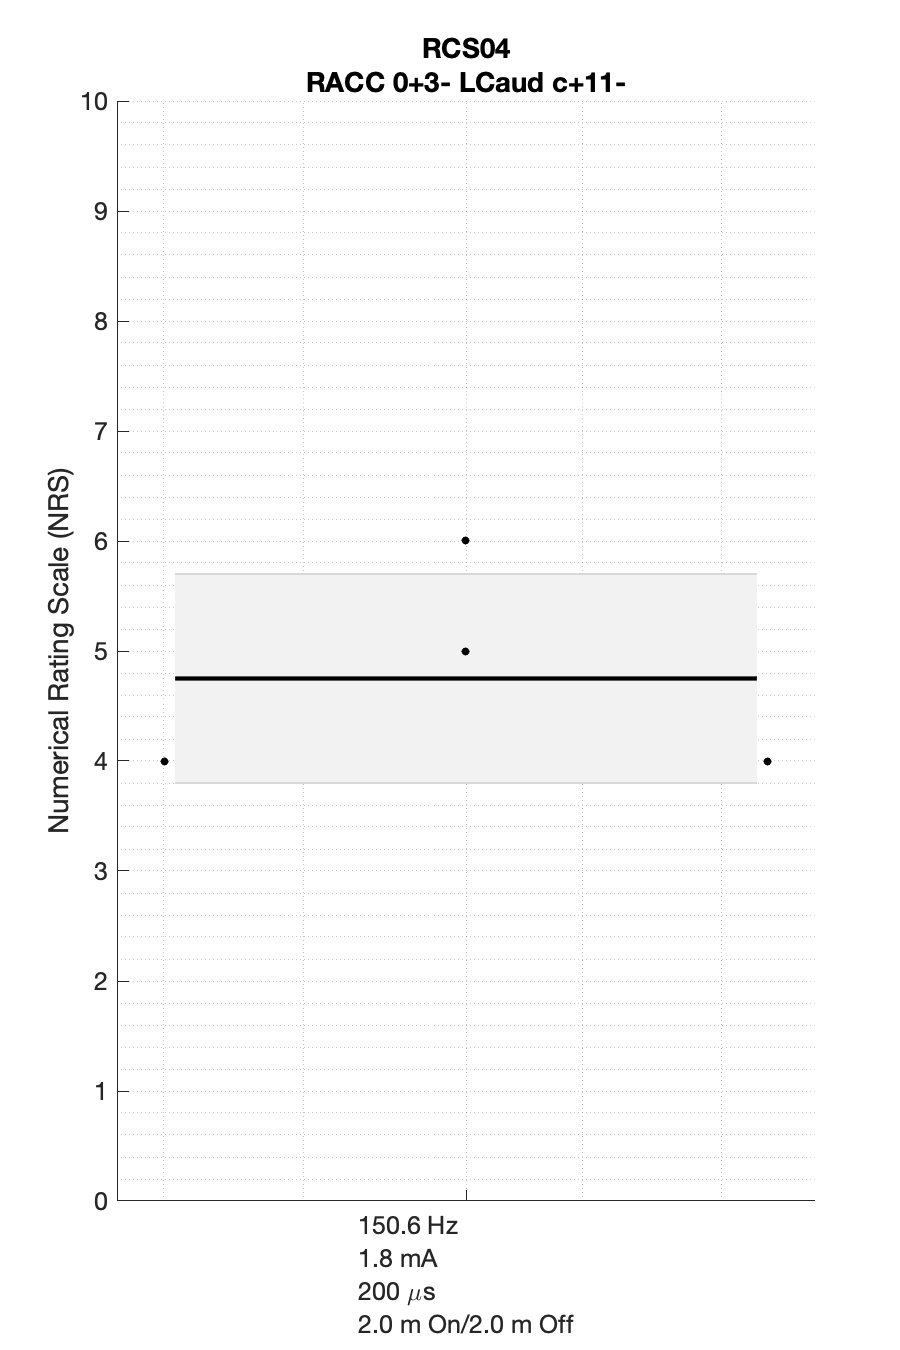 RCS04
RACC 0+3- LCaud c+11-
10
9
8
7
6
5
4
3
2
1
0
Numerical Rating Scale (NRS)
150.6 Hz
1.8 mA
200 μs
2.0 m On/2.0 m Off